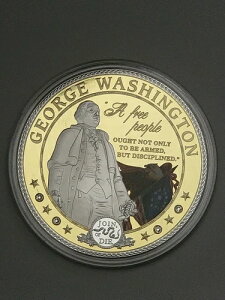 GEORGE WASHINGTON
"A free
people
OUGHT NOT ONLY
TO BE ARMED,
BUT DISCIPLINED."
JOIN
OR
DIE